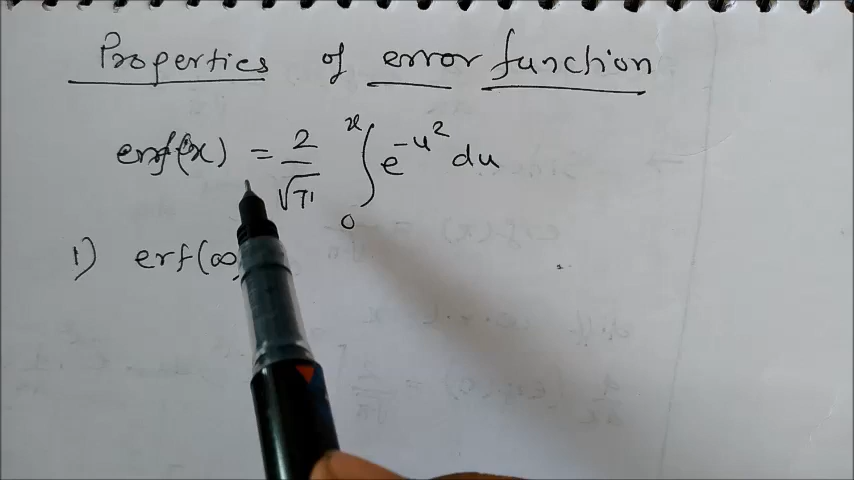 Properties of error function
erf(x) = 2/√π ∫₀ˣ e^{-u²} du
1) erf(∞